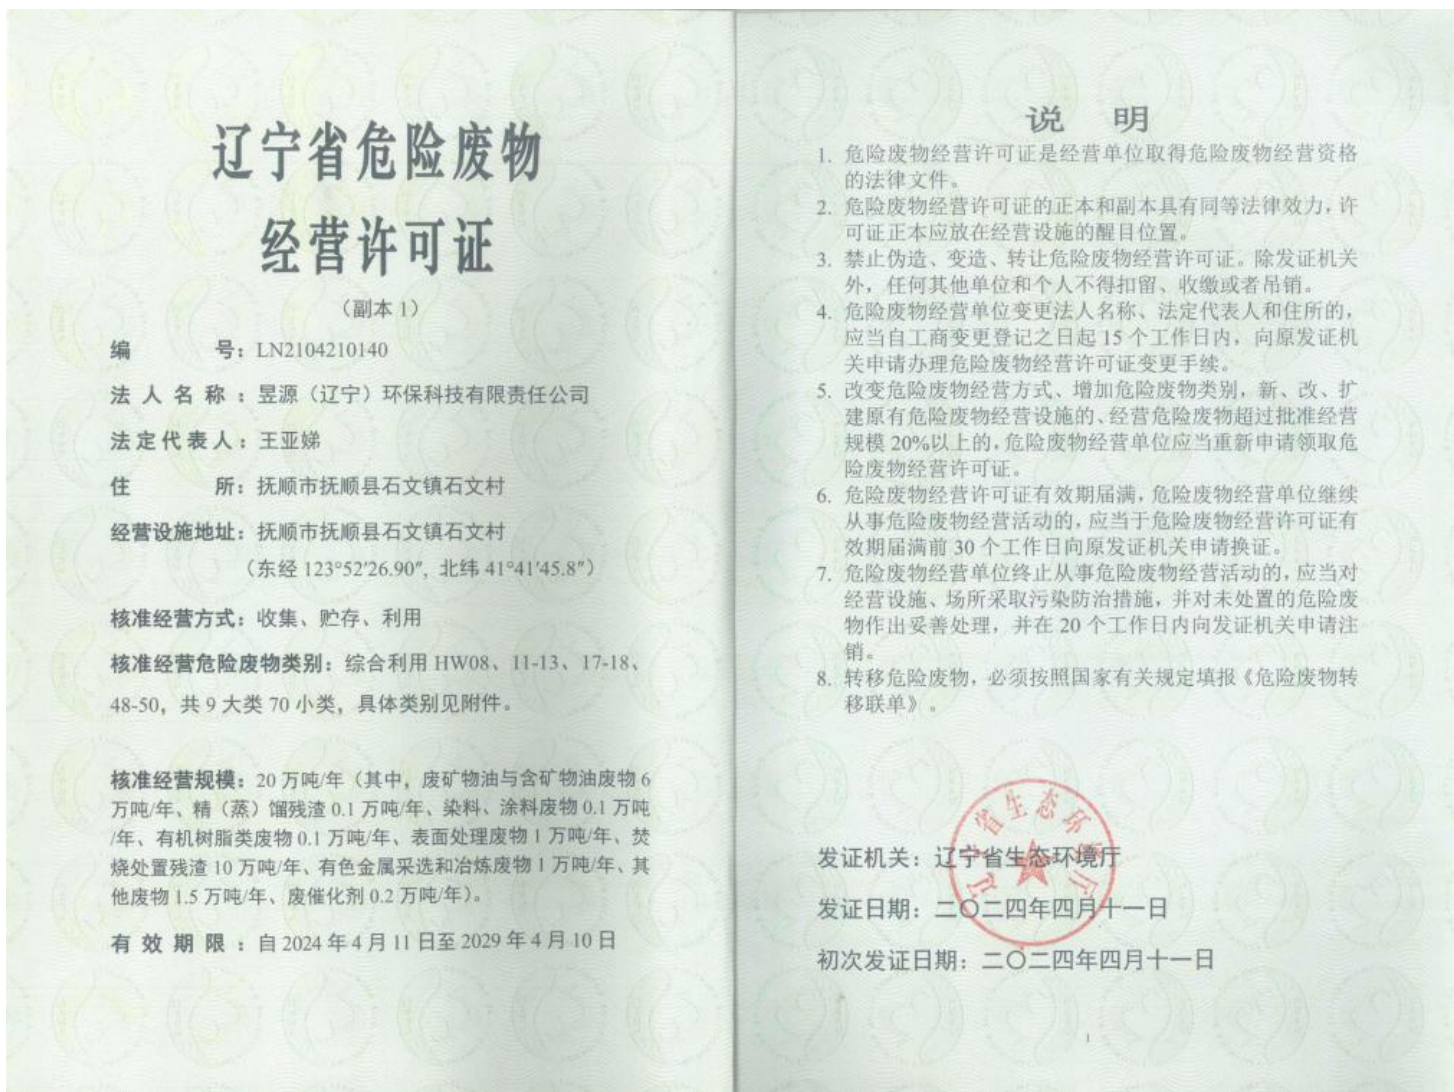 辽宁省危险废物
经营许可证
（副本 1）
编 号：LN2104210140
法人名称：昱源（辽宁）环保科技有限责任公司
法定代表人：王亚娣
住 所：抚顺市抚顺县石文镇石文村
经营设施地址：抚顺市抚顺县石文镇石文村
（东经 123°52′26.90″, 北纬 41°41′45.8″）
核准经营方式：收集、贮存、利用
核准经营危险废物类别：综合利用 HW08、11-13、17-18、
48-50，共 9 大类 70 小类，具体类别见附件。
核准经营规模：20 万吨/年（其中，废矿物油与含矿物油废物 6
万吨/年、精（蒸）馏残渣 0.1 万吨/年、染料、涂料废物 0.1 万吨
/年、有机树脂类废物 0.1 万吨/年、表面处理废物 1 万吨/年、焚
烧处置残渣 10 万吨/年、有色金属采选和冶炼废物 1 万吨/年、其
他废物 1.5 万吨/年、废催化剂 0.2 万吨/年）。
有效期限：自 2024 年 4 月 11 日至 2029 年 4 月 10 日
说 明
1. 危险废物经营许可证是经营单位取得危险废物经营资格
的法律文件。
2. 危险废物经营许可证的正本和副本具有同等法律效力，许
可证正本应放在经营设施的醒目位置。
3. 禁止伪造、变造、转让危险废物经营许可证。除发证机关
外，任何其他单位和个人不得扣留、收缴或者吊销。
4. 危险废物经营单位变更法人名称、法定代表人和住所的，
应当自工商变更登记之日起 15 个工作日内，向原发证机
关申请办理危险废物经营许可证变更手续。
5. 改变危险废物经营方式、增加危险废物类别，新、改、扩
建原有危险废物经营设施的、经营危险废物超过批准经营
规模 20%以上的，危险废物经营单位应当重新申请领取危
险废物经营许可证。
6. 危险废物经营许可证有效期届满，危险废物经营单位继续
从事危险废物经营活动的，应当于危险废物经营许可证有
效期届满前 30 个工作日向原发证机关申请换证。
7. 危险废物经营单位终止从事危险废物经营活动的，应当对
经营设施、场所采取污染防治措施，并对未处置的危险废
物作出妥善处理，并在 20 个工作日内向发证机关申请注
销。
8. 转移危险废物，必须按照国家有关规定填报《危险废物转
移联单》。
辽宁省生态环境厅
发证机关：辽宁省生态环境厅
发证日期：二〇二四年四月十一日
初次发证日期：二〇二四年四月十一日
1